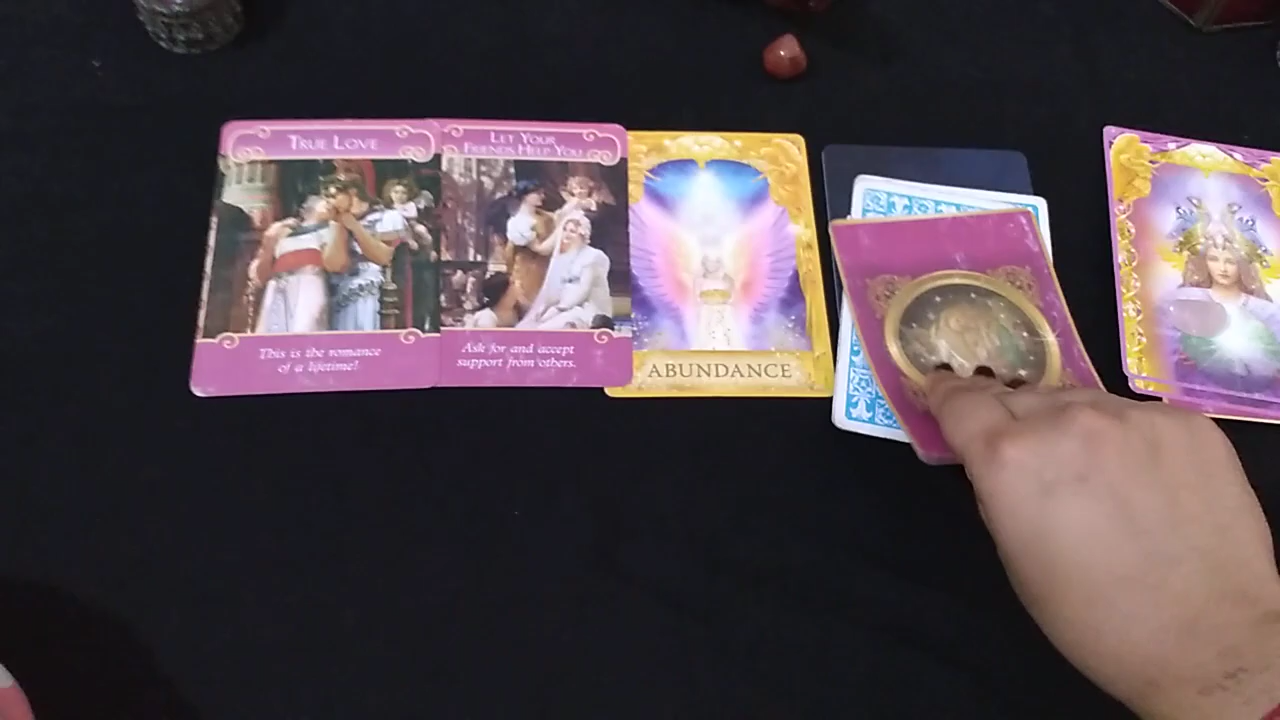 TRUE LOVE
This is the romance
of a lifetime!
LET YOUR
FRIENDS HELP YOU
Ask for and accept
support from others.
ABUNDANCE